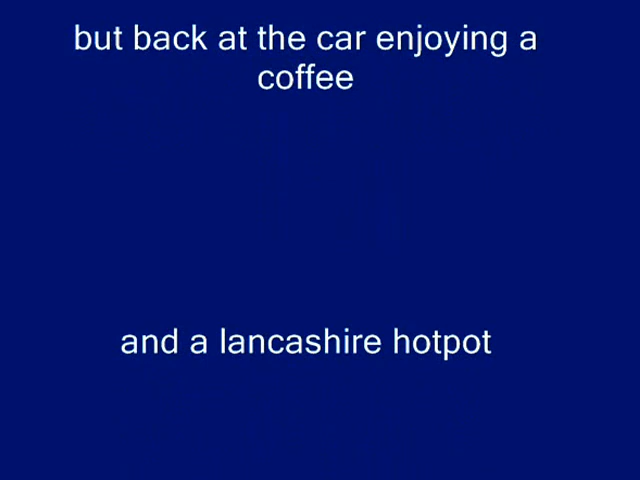 but back at the car enjoying a
coffee
and a lancashire hotpot